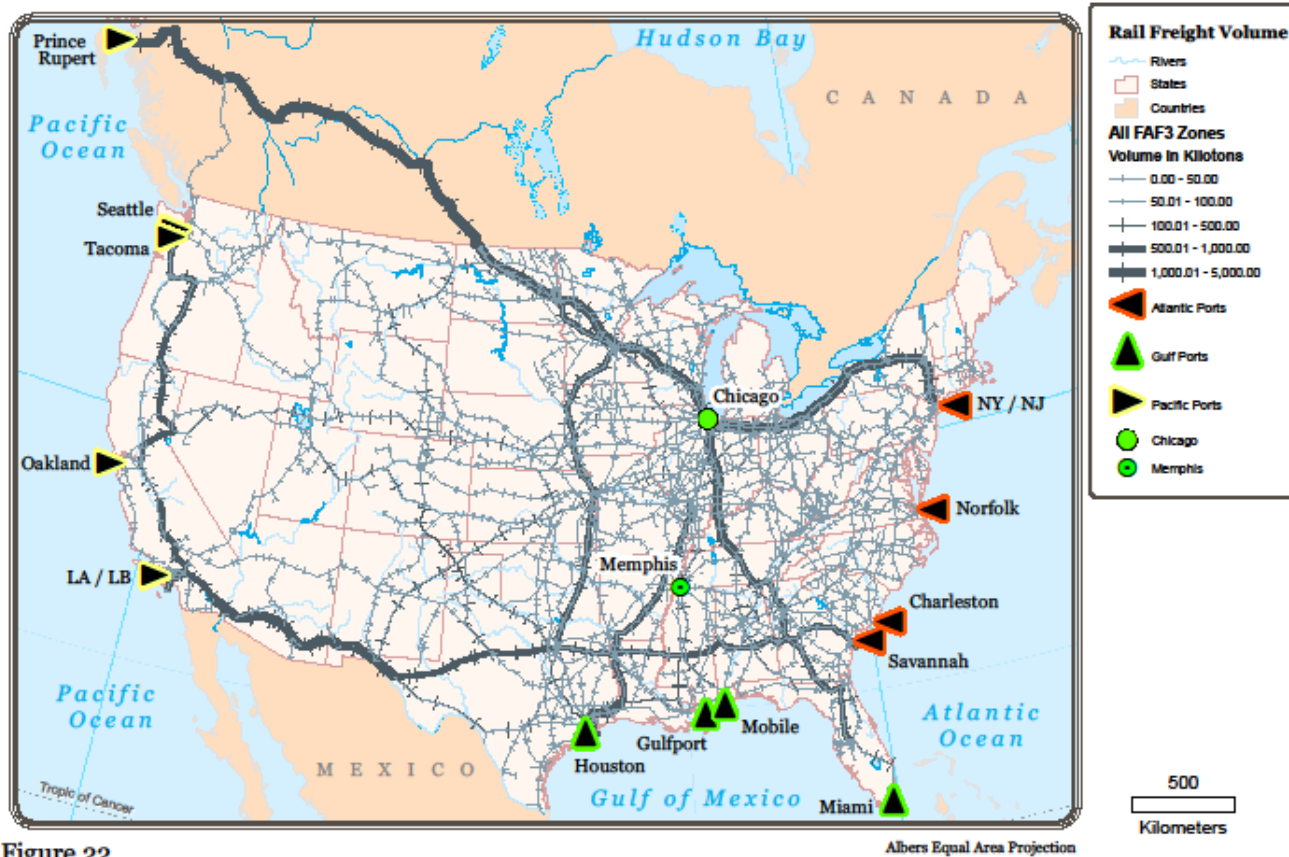 Prince
Rupert
Hudson Bay
CANADA
Pacific
Ocean
Seattle
Tacoma
Chicago
NY / NJ
Oakland
Norfolk
Memphis
LA / LB
Charleston
Savannah
Pacific
Ocean
Atlantic
Ocean
Mobile
Gulfport
Houston
MEXICO
Gulf of Mexico
Miami
Tropic of Cancer
Rail Freight Volume
Rivers
States
Countries
All FAF3 Zones
Volume in Kilotons
0.00 - 50.00
50.01 - 100.00
100.01 - 500.00
500.01 - 1,000.00
1,000.01 - 5,000.00
Atlantic Ports
Gulf Ports
Pacific Ports
Chicago
Memphis
500
Kilometers
Albers Equal Area Projection
Figure 22